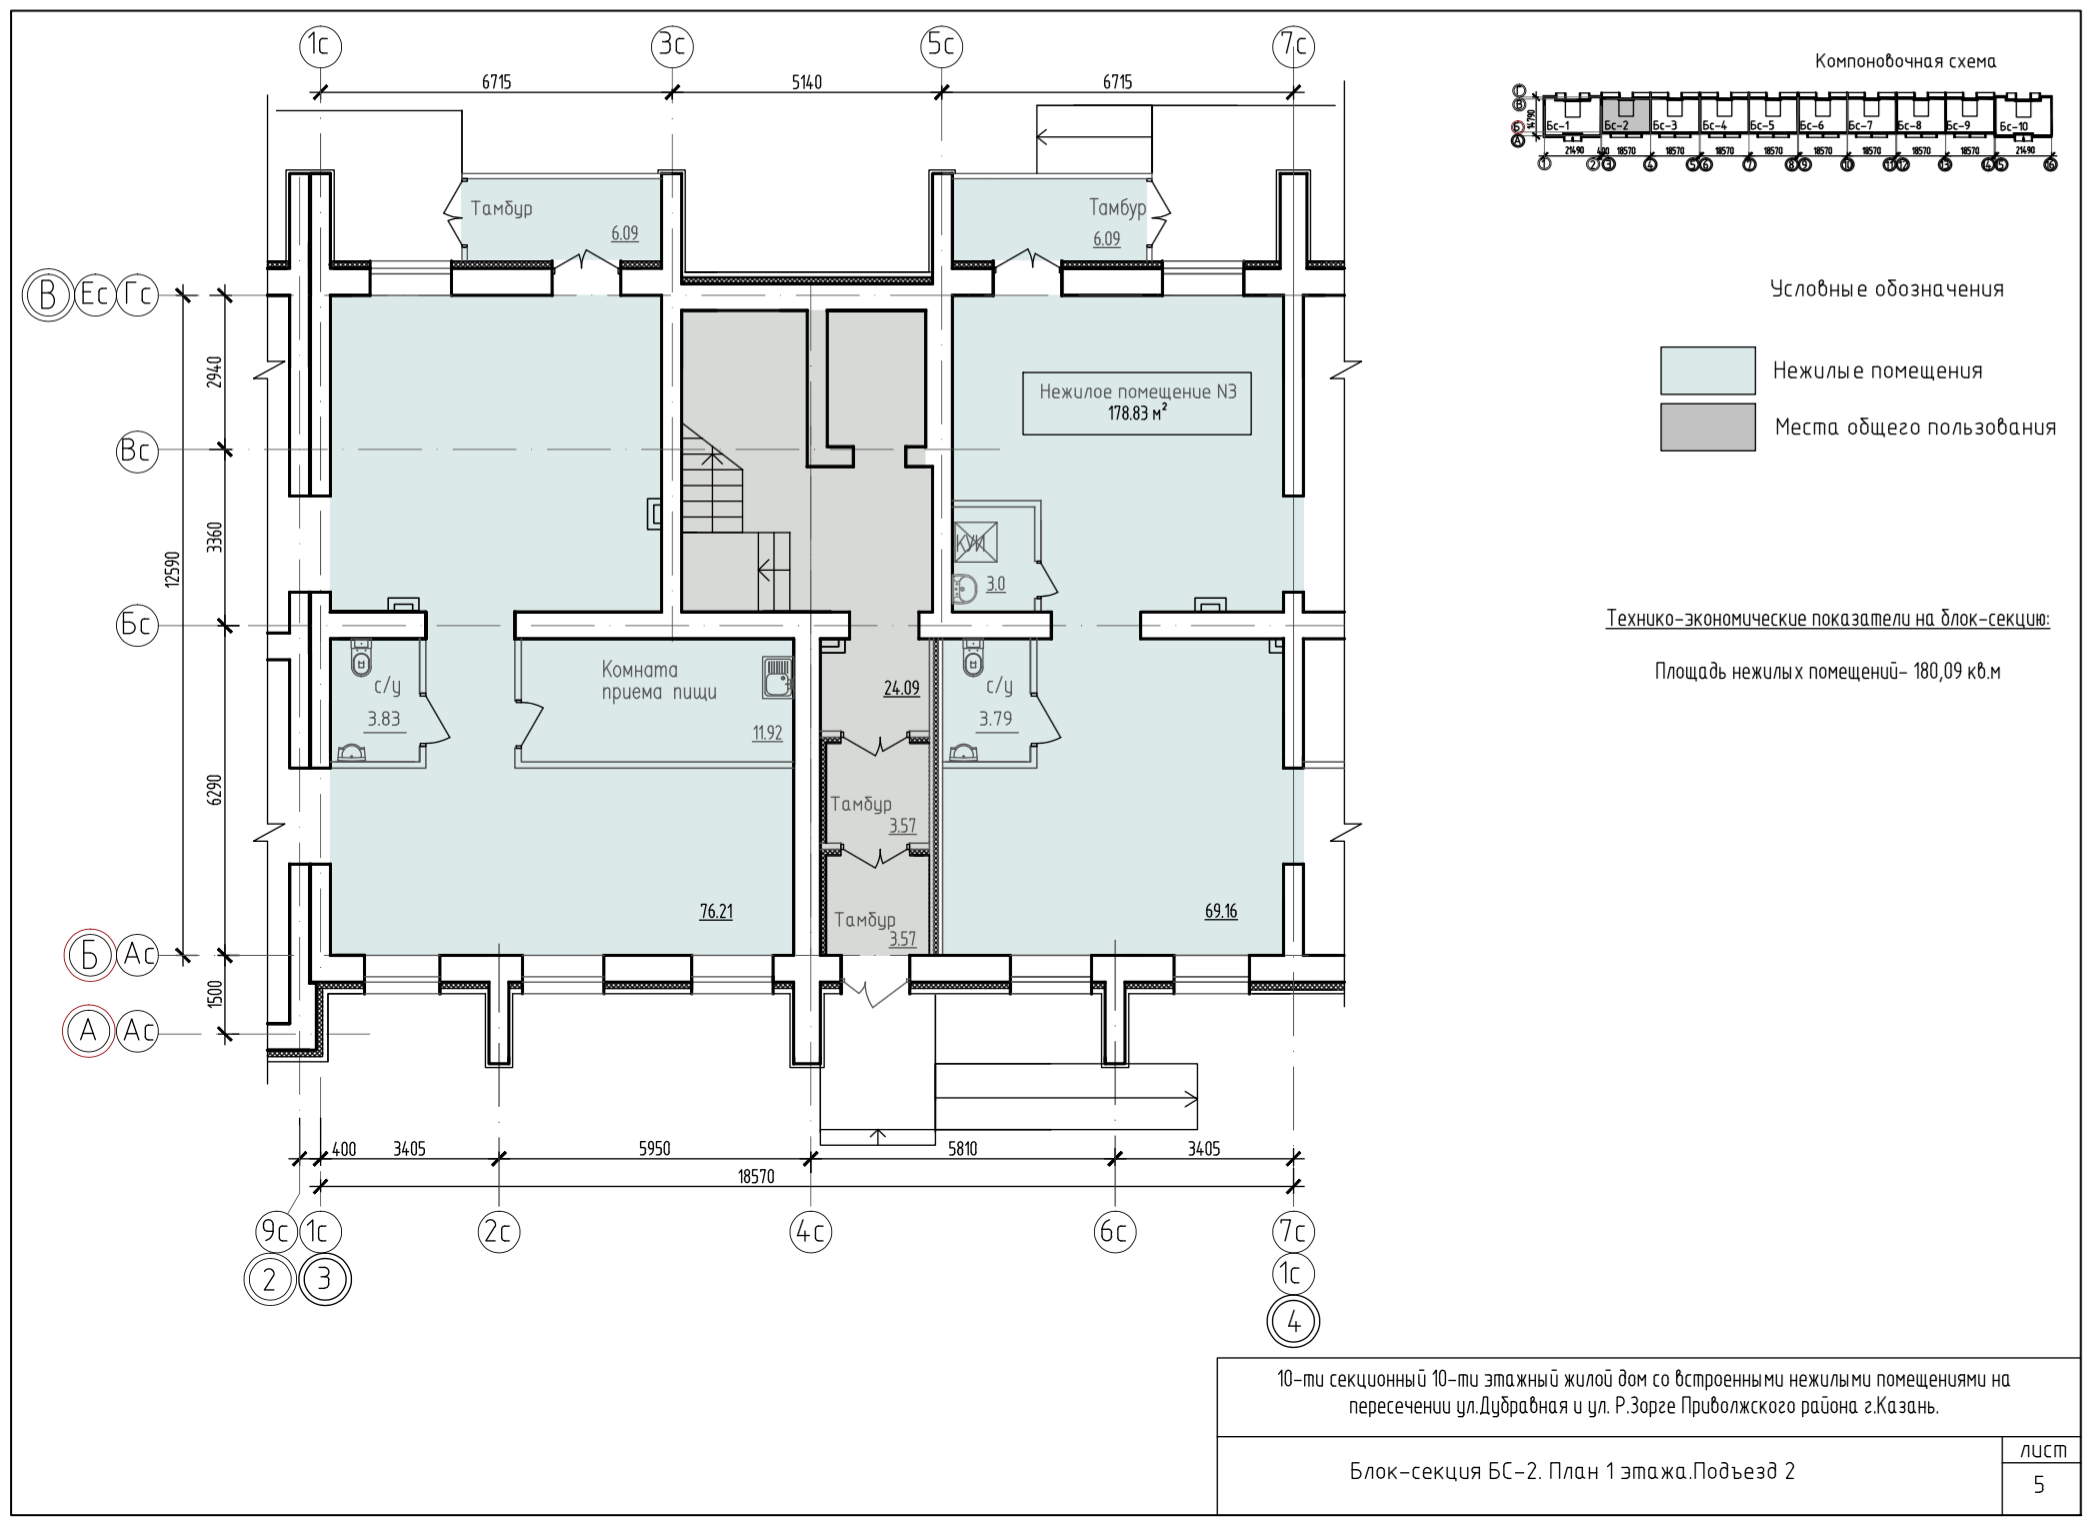 1с 3с 5с 7с
6715 5140 6715
Компоновочная схема
Г
В
Б
А
14790
Бс-1 Бс-2 Бс-3 Бс-4 Бс-5 Бс-6 Бс-7 Бс-8 Бс-9 Бс-10
21490 400 18570 18570 18570 18570 18570 18570 18570 18570 21490
Тамбур
6.09
Тамбур
6.09
В Ес Гс
Условные обозначения
Нежилые помещения
Места общего пользования
2940
Нежилое помещение N3
178.83 м²
Вс
3360
12590
КУИ
3.0
Бс
Технико-экономические показатели на блок-секцию:
Площадь нежилых помещений- 180,09 кв.м
с/у
3.83
Комната
приема пищи
11.92
24.09
с/у
3.79
6290
Тамбур
3.57
76.21
Тамбур
3.57
69.16
Б Ас
1500
А Ас
400 3405 5950 5810 3405
18570
9с 1с 2с 4с 6с 7с
2 3 1с
4
10-ти секционный 10-ти этажный жилой дом со встроенными нежилыми помещениями на
пересечении ул.Дубравная и ул. Р.Зорге Приволжского района г.Казань.
Блок-секция БС-2. План 1 этажа.Подъезд 2
лист
5